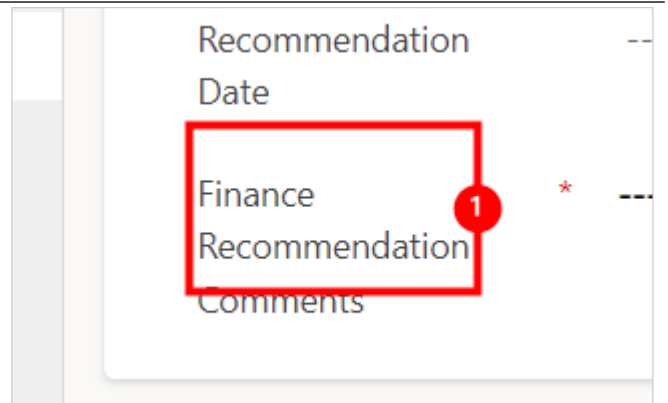 Recommendation --
Date
Finance * ---
Recommendation
Comments
1